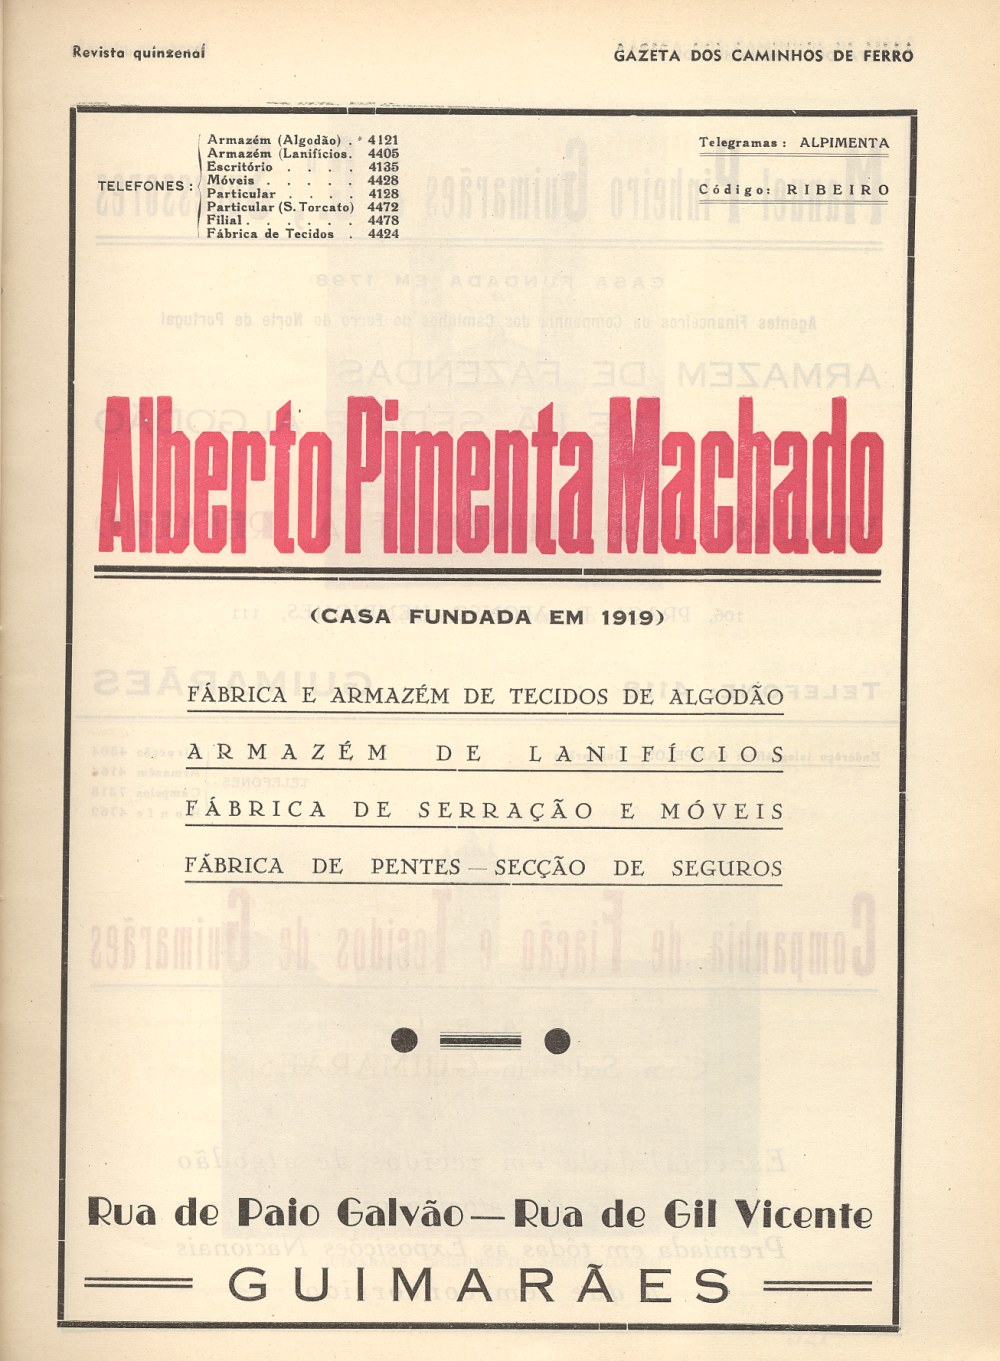 Revista quinzenal
GAZETA DOS CAMINHOS DE FERRO
TELEFONES:
Armazém (Algodão) . 4121
Armazém (Lanifícios. 4405
Escritório . . . . 4135
Móveis . . . . . 4428
Particular . . . . 4128
Particular (S. Torcato) 4472
Filial . . . . . . 4478
Fábrica de Tecidos . 4424
Telegramas: ALPIMENTA
Código: RIBEIRO
Alberto Pimenta Machado
(CASA FUNDADA EM 1919)
FÁBRICA E ARMAZÉM DE TECIDOS DE ALGODÃO
ARMAZÉM DE LANIFÍCIOS
FÁBRICA DE SERRAÇÃO E MÓVEIS
FÁBRICA DE PENTES — SECÇÃO DE SEGUROS
Rua de Paio Galvão — Rua de Gil Vicente
GUIMARÃES